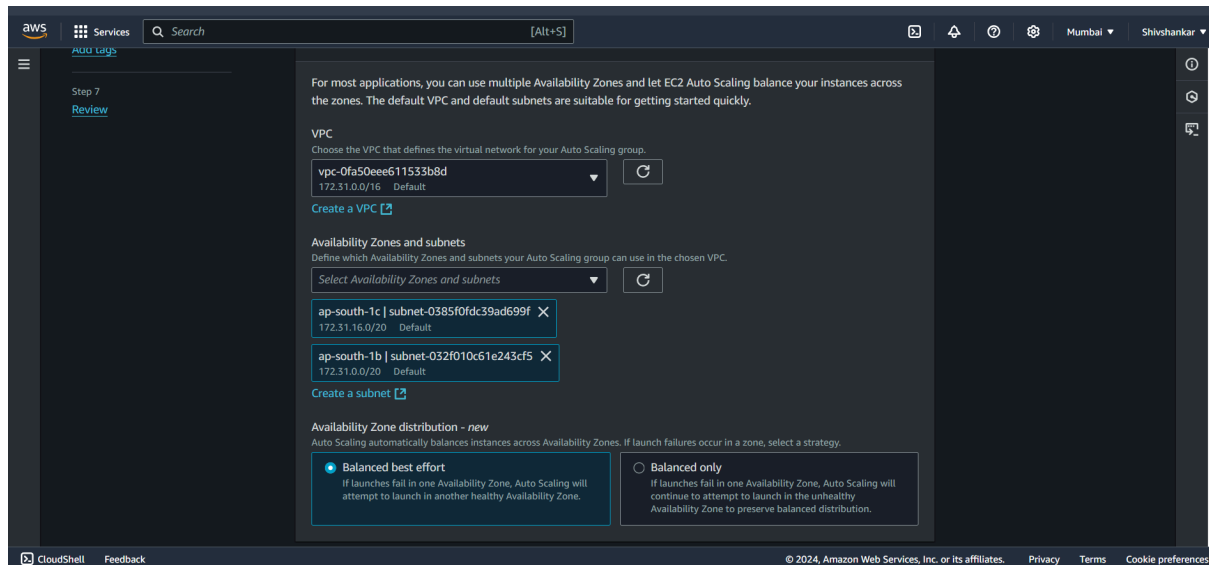 aws
Services
Search
[Alt+S]
Mumbai
Shivshankar
Add tags
Step 7
Review
For most applications, you can use multiple Availability Zones and let EC2 Auto Scaling balance your instances across
the zones. The default VPC and default subnets are suitable for getting started quickly.
VPC
Choose the VPC that defines the virtual network for your Auto Scaling group.
vpc-0fa50eee611533b8d
172.31.0.0/16 Default
Create a VPC
Availability Zones and subnets
Define which Availability Zones and subnets your Auto Scaling group can use in the chosen VPC.
Select Availability Zones and subnets
ap-south-1c | subnet-0385f0fdc39ad699f
172.31.16.0/20 Default
ap-south-1b | subnet-032f010c61e243cf5
172.31.0.0/20 Default
Create a subnet
Availability Zone distribution - new
Auto Scaling automatically balances instances across Availability Zones. If launch failures occur in a zone, select a strategy.
Balanced best effort
If launches fail in one Availability Zone, Auto Scaling will
attempt to launch in another healthy Availability Zone.
Balanced only
If launches fail in one Availability Zone, Auto Scaling will
continue to attempt to launch in the unhealthy
Availability Zone to preserve balanced distribution.
CloudShell
Feedback
© 2024, Amazon Web Services, Inc. or its affiliates.
Privacy
Terms
Cookie preferences